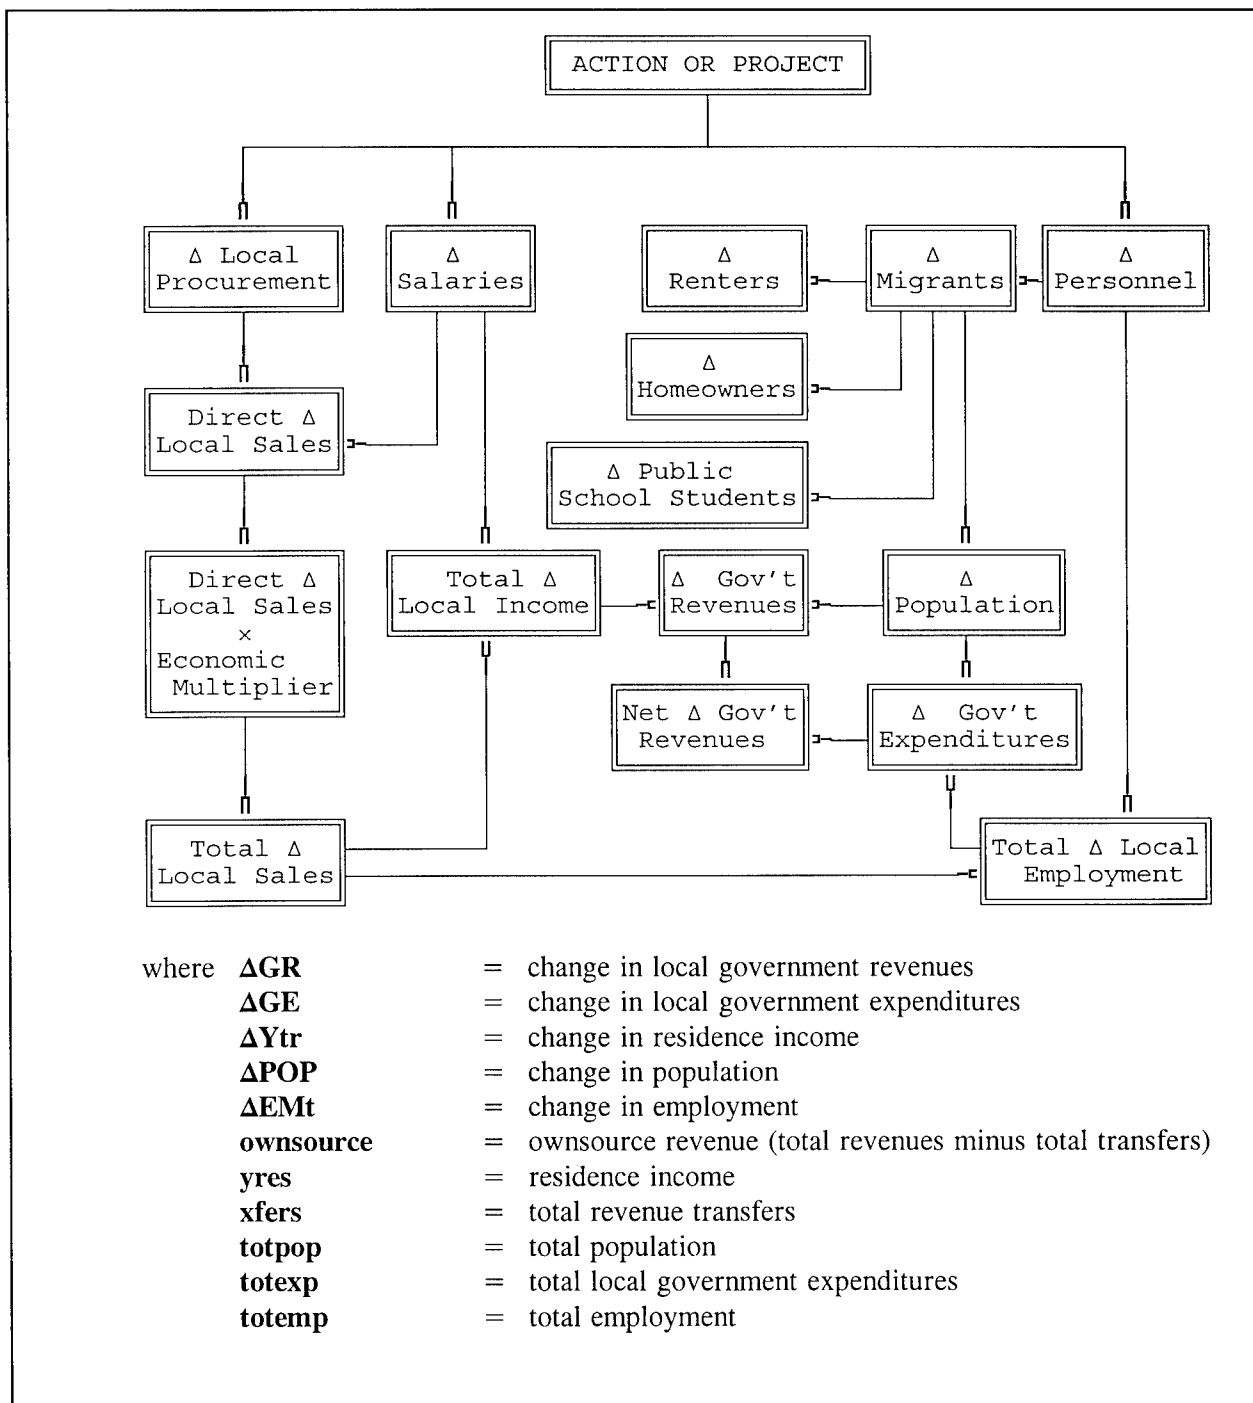 ACTION OR PROJECT
Δ Local
Procurement
Δ
Salaries
Δ
Renters
Δ
Migrants
Δ
Personnel
Δ
Homeowners
Direct Δ
Local Sales
Δ Public
School Students
Direct Δ
Local Sales
×
Economic
Multiplier
Total Δ
Local Income
Δ Gov't
Revenues
Δ
Population
Net Δ Gov't
Revenues
Δ Gov't
Expenditures
Total Δ
Local Sales
Total Δ Local
Employment
where ΔGR = change in local government revenues
ΔGE = change in local government expenditures
ΔYtr = change in residence income
ΔPOP = change in population
ΔEMt = change in employment
ownsource = ownsource revenue (total revenues minus total transfers)
yres = residence income
xfers = total revenue transfers
totpop = total population
totexp = total local government expenditures
totemp = total employment